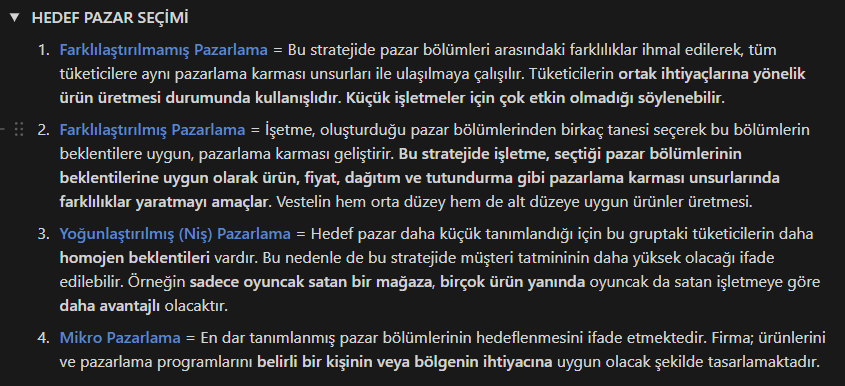 HEDEF PAZAR SEÇİMİ
1. Farklılaştırılmamış Pazarlama = Bu stratejide pazar bölümleri arasındaki farklılıklar ihmal edilerek, tüm
tüketicilere aynı pazarlama karması unsurları ile ulaşılmaya çalışılır. Tüketicilerin ortak ihtiyaçlarına yönelik
ürün üretmesi durumunda kullanışlıdır. Küçük işletmeler için çok etkin olmadığı söylenebilir.
2. Farklılaştırılmış Pazarlama = İşetme, oluşturduğu pazar bölümlerinden birkaç tanesi seçerek bu bölümlerin
beklentilere uygun, pazarlama karması geliştirir. Bu stratejide işletme, seçtiği pazar bölümlerinin
beklentilerine uygun olarak ürün, fiyat, dağıtım ve tutundurma gibi pazarlama karması unsurlarında
farklılıklar yaratmayı amaçlar. Vestelin hem orta düzey hem de alt düzeye uygun ürünler üretmesi.
3. Yoğunlaştırılmış (Niş) Pazarlama = Hedef pazar daha küçük tanımlandığı için bu gruptaki tüketicilerin daha
homojen beklentileri vardır. Bu nedenle de bu stratejide müşteri tatmininin daha yüksek olacağı ifade
edilebilir. Örneğin sadece oyuncak satan bir mağaza, birçok ürün yanında oyuncak da satan işletmeye göre
daha avantajlı olacaktır.
4. Mikro Pazarlama = En dar tanımlanmış pazar bölümlerinin hedeflenmesini ifade etmektedir. Firma; ürünlerini
ve pazarlama programlarını belirli bir kişinin veya bölgenin ihtiyacına uygun olacak şekilde tasarlamaktadır.